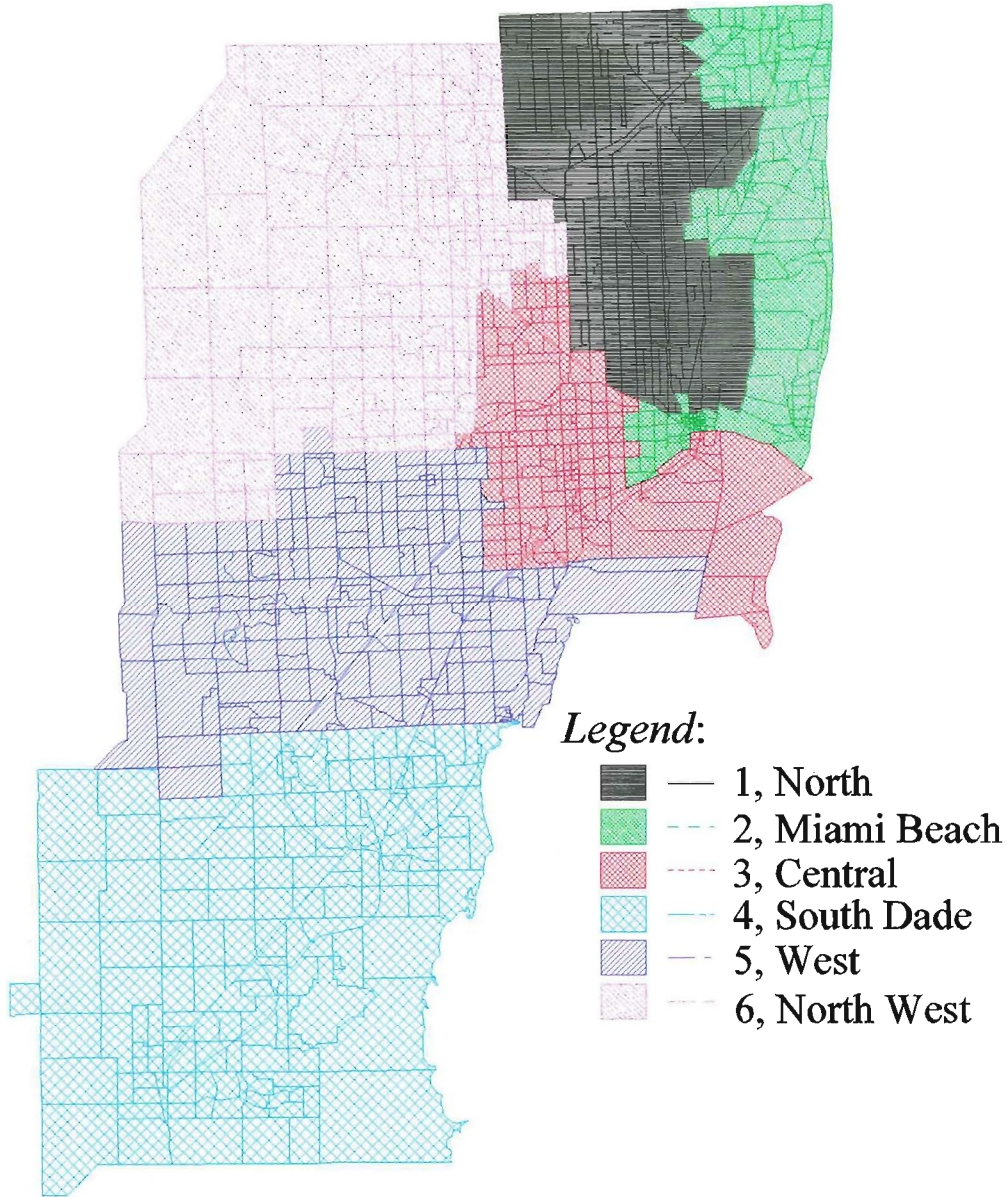 Legend:
1, North
2, Miami Beach
3, Central
4, South Dade
5, West
6, North West